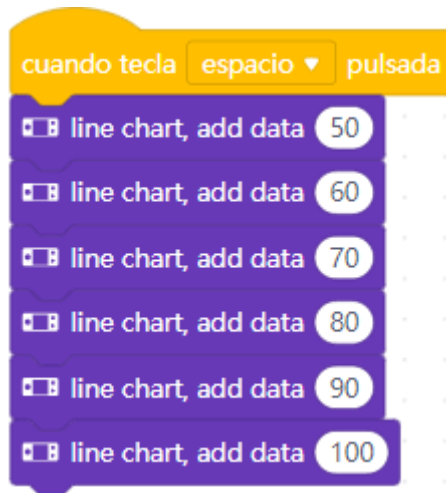 cuando tecla espacio pulsada
line chart, add data 50
line chart, add data 60
line chart, add data 70
line chart, add data 80
line chart, add data 90
line chart, add data 100